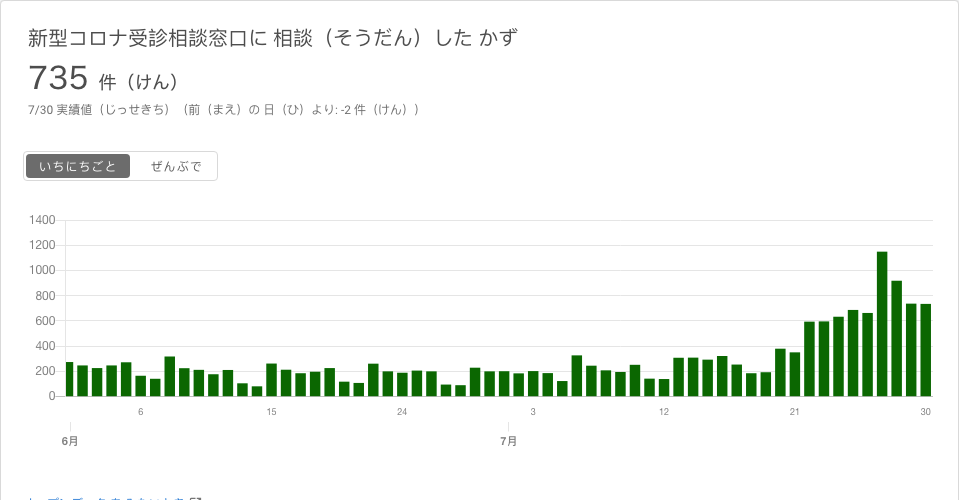 新型コロナ受診相談窓口に 相談（そうだん）した かず
735 件（けん）
7/30 実績値（じっせきち）（前（まえ）の 日（ひ）より: -2 件（けん））
いちにちごと ぜんぶで
1400
1200
1000
800
600
400
200
0
6 15 24 3 12 21 30
6月 7月